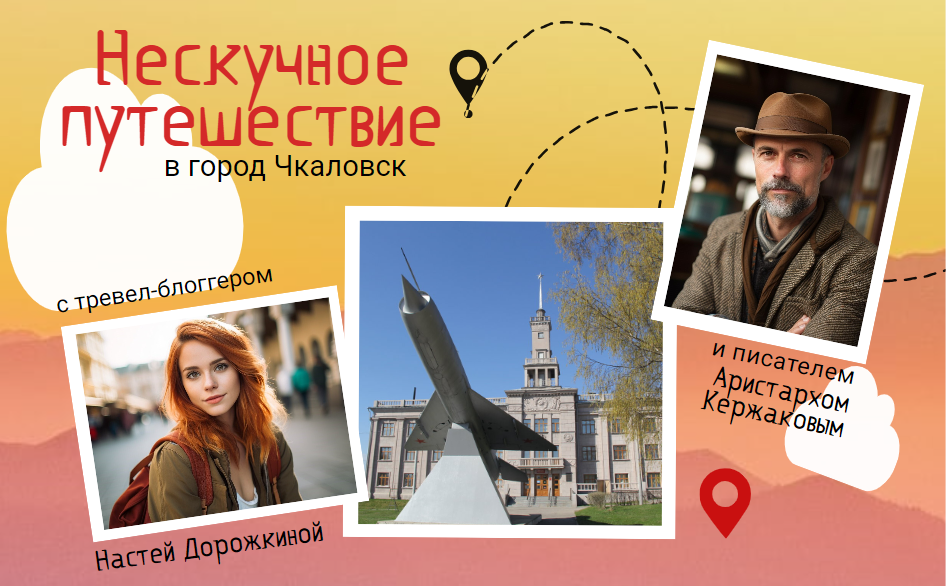 Нескучное
путешествие
в город Чкаловск
с тревел-блоггером
Настей Дорожкиной
и писателем
Аристархом
Кержаковым